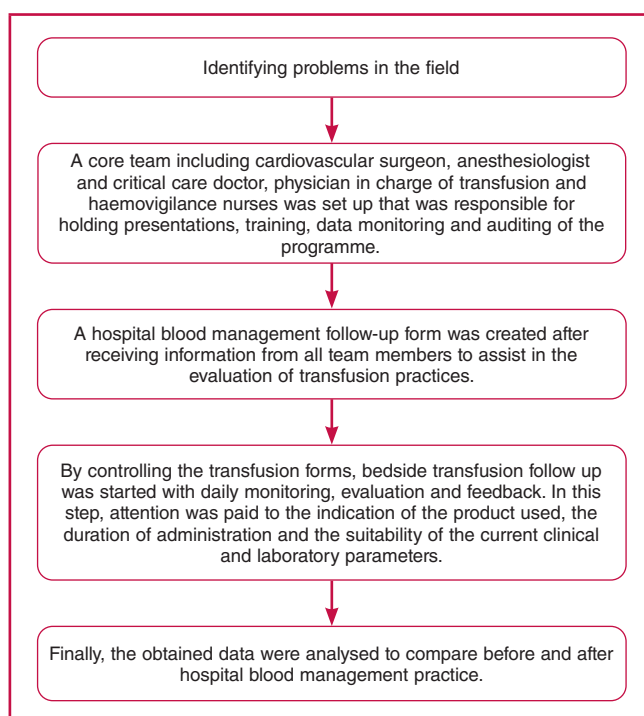 Identifying problems in the field
A core team including cardiovascular surgeon, anesthesiologist
and critical care doctor, physician in charge of transfusion and
haemovigilance nurses was set up that was responsible for
holding presentations, training, data monitoring and auditing of the
programme.
A hospital blood management follow-up form was created after
receiving information from all team members to assist in the
evaluation of transfusion practices.
By controlling the transfusion forms, bedside transfusion follow up
was started with daily monitoring, evaluation and feedback. In this
step, attention was paid to the indication of the product used, the
duration of administration and the suitability of the current clinical
and laboratory parameters.
Finally, the obtained data were analysed to compare before and after
hospital blood management practice.